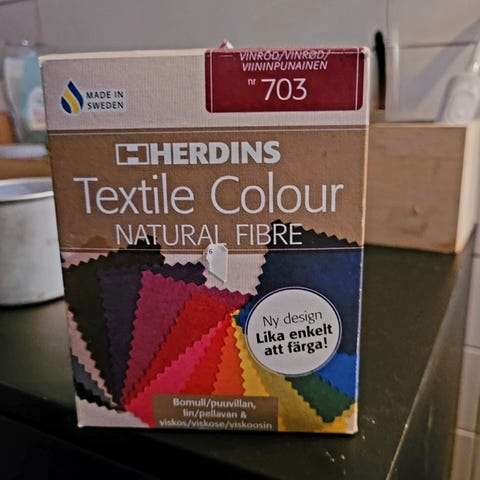 VINRÖD/VINRØD/
VIININPUNAINEN
nr 703
MADE IN
SWEDEN
HERDINS
Textile Colour
NATURAL FIBRE
Ny design
Lika enkelt
att färga!
Bomull/puuvillan,
lin/pellavan &
viskos/viskose/viskoosin